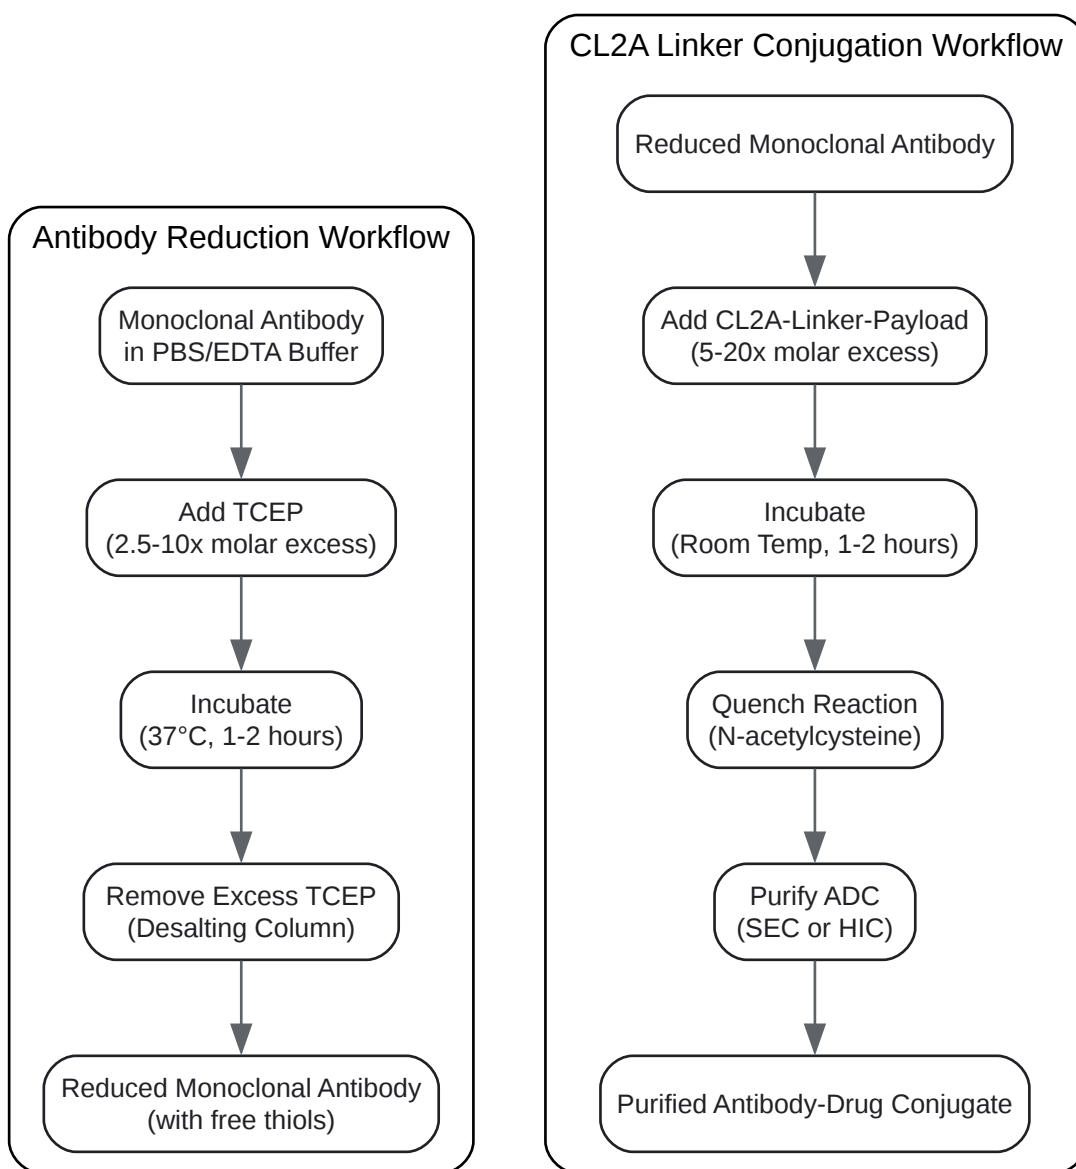 Antibody Reduction Workflow
Monoclonal Antibody
in PBS/EDTA Buffer
Add TCEP
(2.5-10x molar excess)
Incubate
(37°C, 1-2 hours)
Remove Excess TCEP
(Desalting Column)
Reduced Monoclonal Antibody
(with free thiols)
CL2A Linker Conjugation Workflow
Reduced Monoclonal Antibody
Add CL2A-Linker-Payload
(5-20x molar excess)
Incubate
(Room Temp, 1-2 hours)
Quench Reaction
(N-acetylcysteine)
Purify ADC
(SEC or HIC)
Purified Antibody-Drug Conjugate